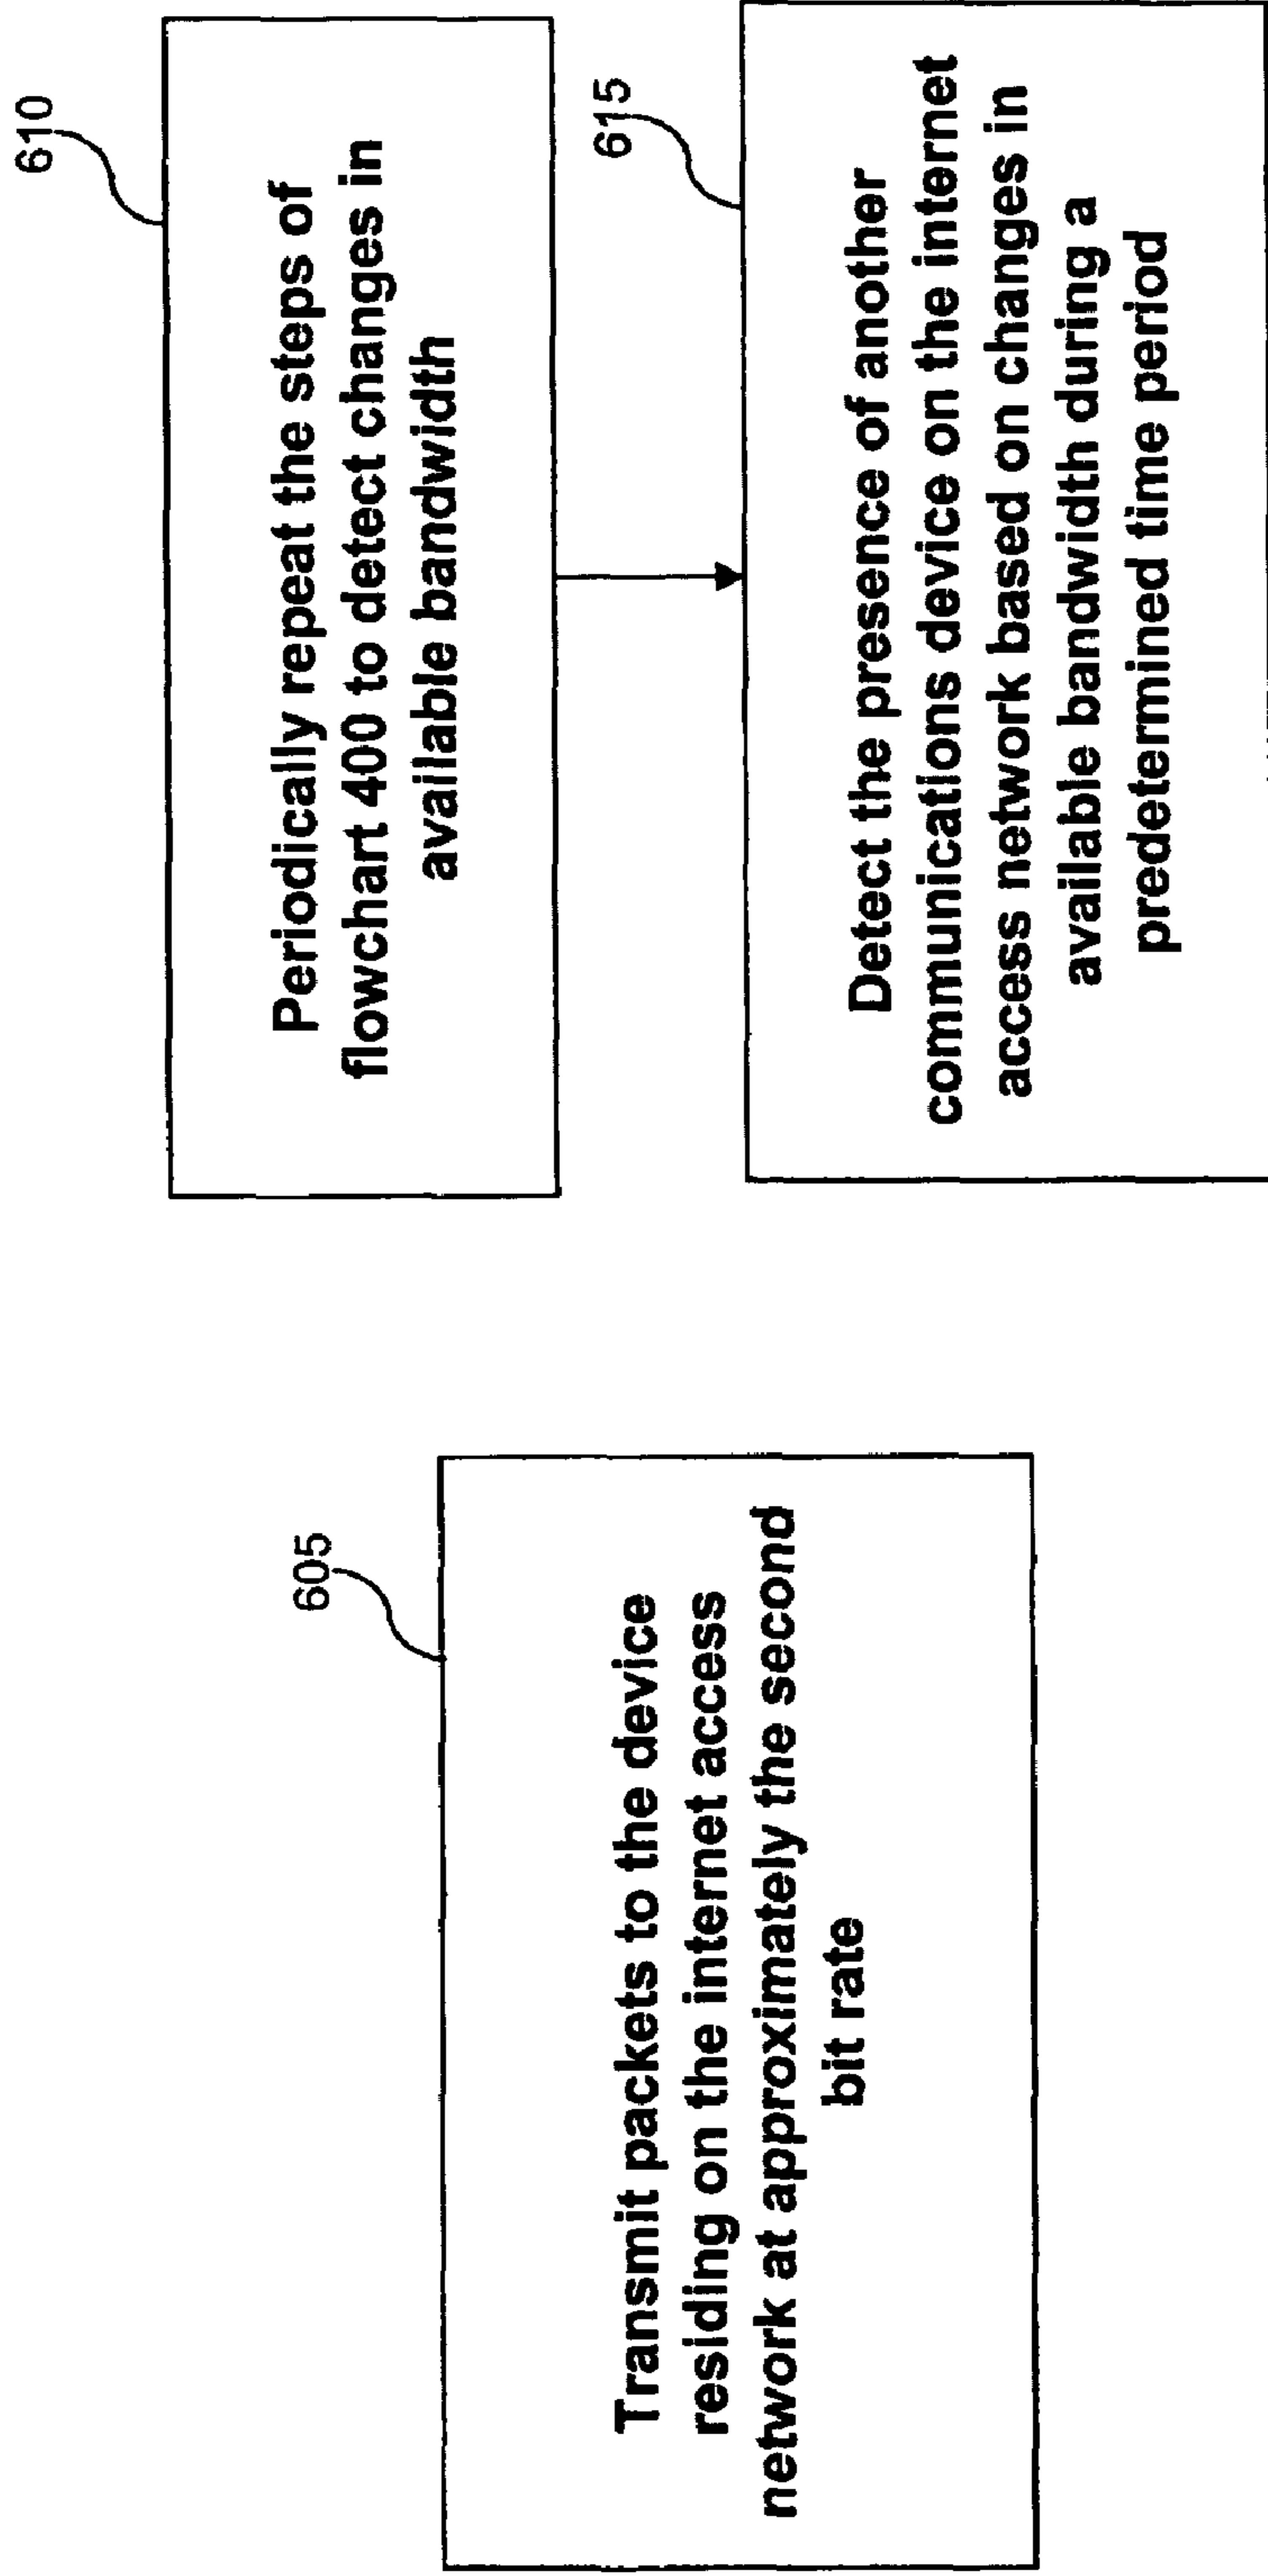 605
Transmit packets to the device
residing on the internet access
network at approximately the second
bit rate
610
Periodically repeat the steps of
flowchart 400 to detect changes in
available bandwidth
615
Detect the presence of another
communications device on the internet
access network based on changes in
available bandwidth during a
predetermined time period